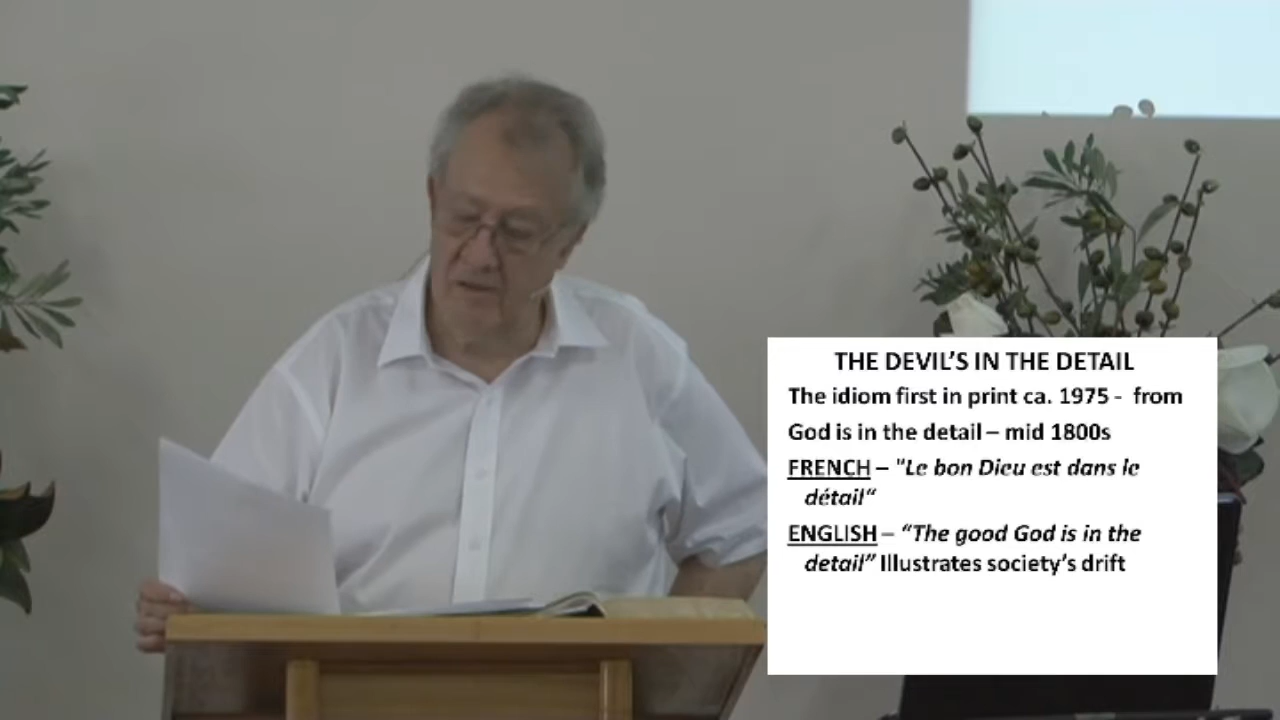 THE DEVIL’S IN THE DETAIL
The idiom first in print ca. 1975 - from
God is in the detail – mid 1800s
FRENCH – "Le bon Dieu est dans le
détail“
ENGLISH – “The good God is in the
detail” Illustrates society’s drift